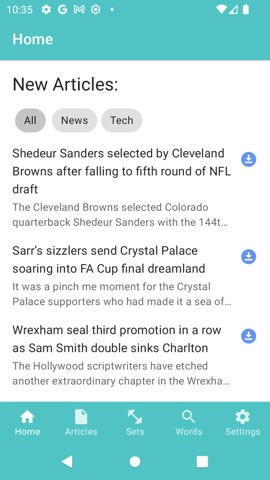 10:35
Home
New Articles:
All
News
Tech
Shedeur Sanders selected by Cleveland
Browns after falling to fifth round of NFL
draft
The Cleveland Browns selected Colorado
quarterback Shedeur Sanders with the 144t...
Sarr's sizzlers send Crystal Palace
soaring into FA Cup final dreamland
It was a pinch me moment for the Crystal
Palace supporters who had made it a sea of...
Wrexham seal third promotion in a row
as Sam Smith double sinks Charlton
The Hollywood scriptwriters have etched
another extraordinary chapter in the Wrexha...
Home
Articles
Sets
Words
Settings